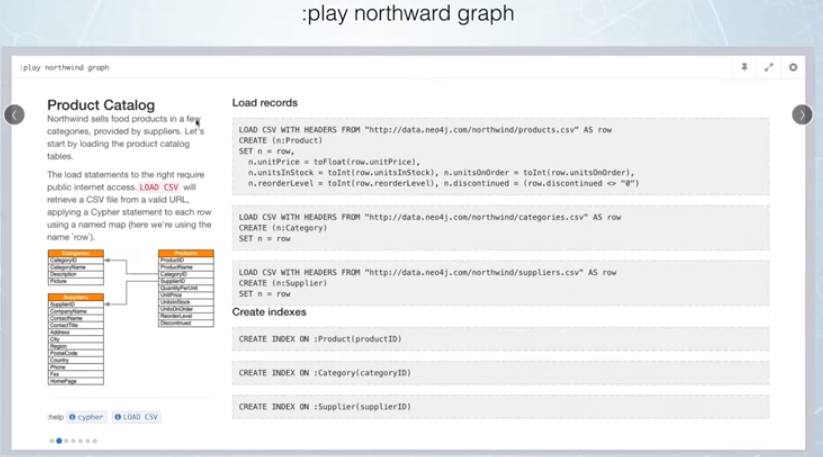 :play northward graph
:play northwind graph
Product Catalog
Northwind sells food products in a few
categories, provided by suppliers. Let's
start by loading the product catalog
tables.
The load statements to the right require
public internet access. LOAD CSV will
retrieve a CSV file from a valid URL,
applying a Cypher statement to each row
using a named map (here we're using the
name `row`).
Categories
CategoryID
CategoryName
Description
Picture
Products
ProductID
ProductName
CategoryID
SupplierID
QuantityPerUnit
UnitPrice
UnitsInStock
UnitsOnOrder
ReorderLevel
Discontinued
Suppliers
SupplierID
CompanyName
ContactName
ContactTitle
Address
City
Region
PostalCode
Country
Phone
Fax
HomePage
:help cypher LOAD CSV
Load records
LOAD CSV WITH HEADERS FROM "http://data.neo4j.com/northwind/products.csv" AS row
CREATE (n:Product)
SET n = row,
n.unitPrice = toFloat(row.unitPrice),
n.unitsInStock = toInt(row.unitsInStock), n.unitsOnOrder = toInt(row.unitsOnOrder),
n.reorderLevel = toInt(row.reorderLevel), n.discontinued = (row.discontinued <> "0")
LOAD CSV WITH HEADERS FROM "http://data.neo4j.com/northwind/categories.csv" AS row
CREATE (n:Category)
SET n = row
LOAD CSV WITH HEADERS FROM "http://data.neo4j.com/northwind/suppliers.csv" AS row
CREATE (n:Supplier)
SET n = row
Create indexes
CREATE INDEX ON :Product(productID)
CREATE INDEX ON :Category(categoryID)
CREATE INDEX ON :Supplier(supplierID)